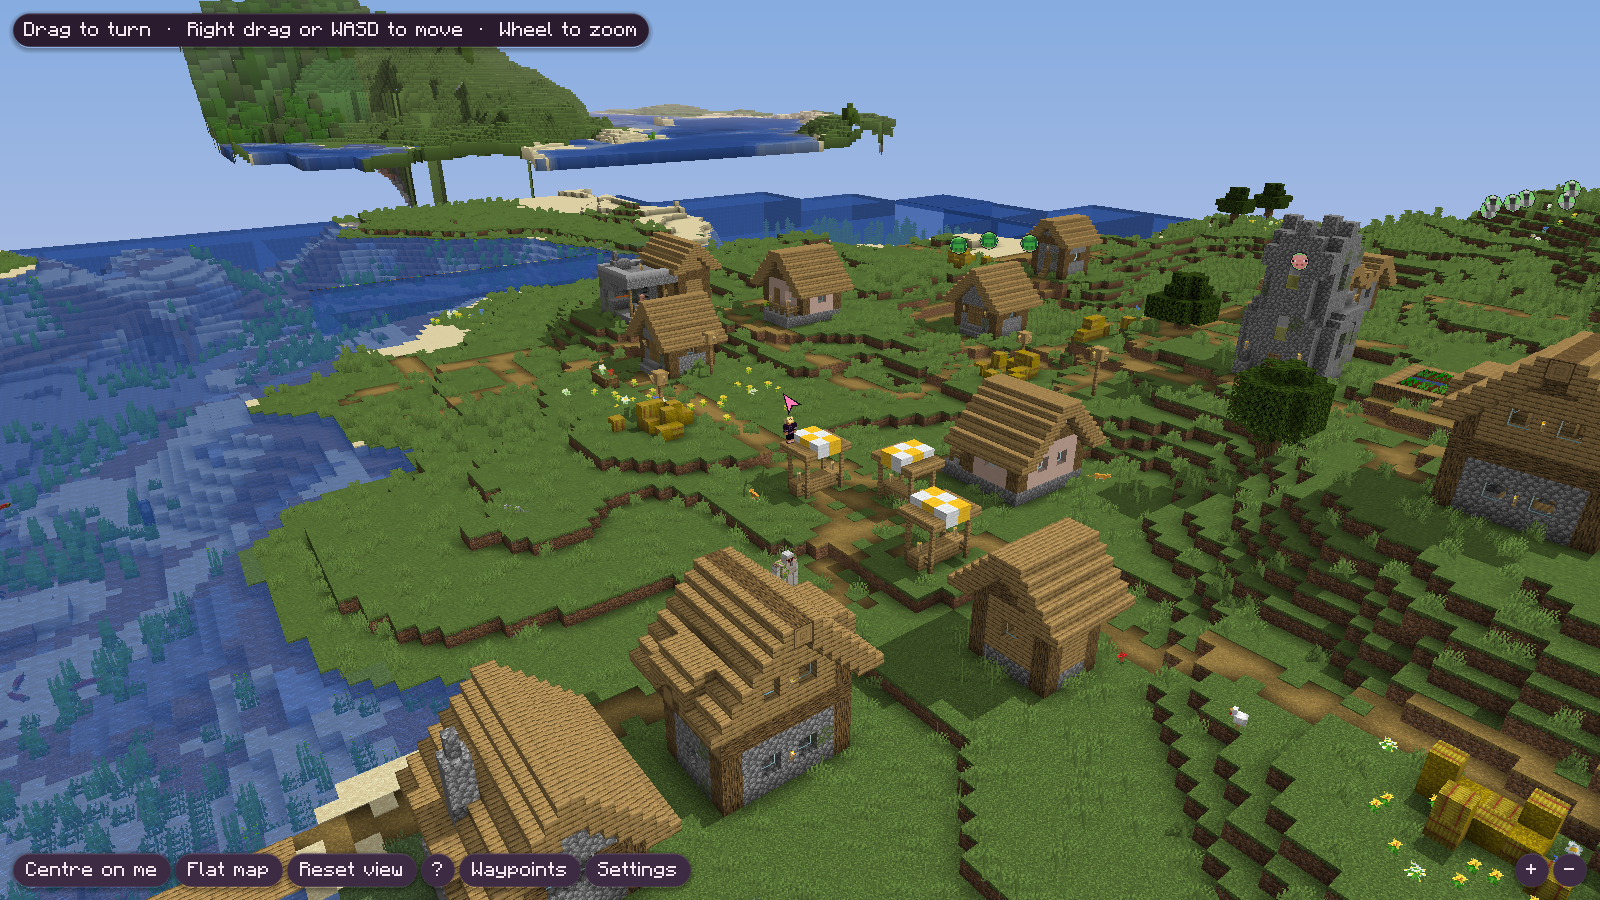 Drag to turn · Right drag or WASD to move · Wheel to zoom
Centre on me
Flat map
Reset view
?
Waypoints
Settings
+
−